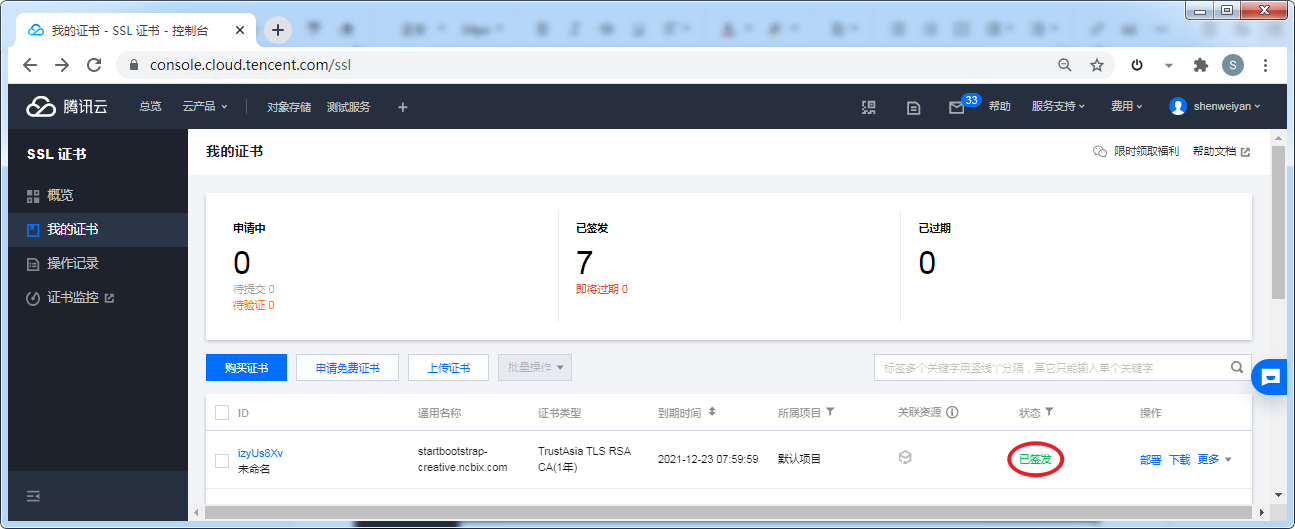 我的证书 - SSL 证书 - 控制台
console.cloud.tencent.com/ssl
S
腾讯云 总览 云产品 对象存储 测试服务 33 帮助 服务支持 费用 shenweiyan
SSL 证书
概览
我的证书
操作记录
证书监控
我的证书 限时领取福利 帮助文档
申请中 已签发 已过期
0 7 0
待提交 0 即将过期 0
待验证 0
购买证书 申请免费证书 上传证书 批量操作 标签多个关键字用竖线“|”分隔，其它只能输入单个关键字
ID 通用名称 证书类型 到期时间 所属项目 关联资源 状态 操作
izyUs8Xv startbootstrap- TrustAsia TLS RSA
未命名 creative.ncbix.com CA(1年) 2021-12-23 07:59:59 默认项目 已签发 部署 下载 更多